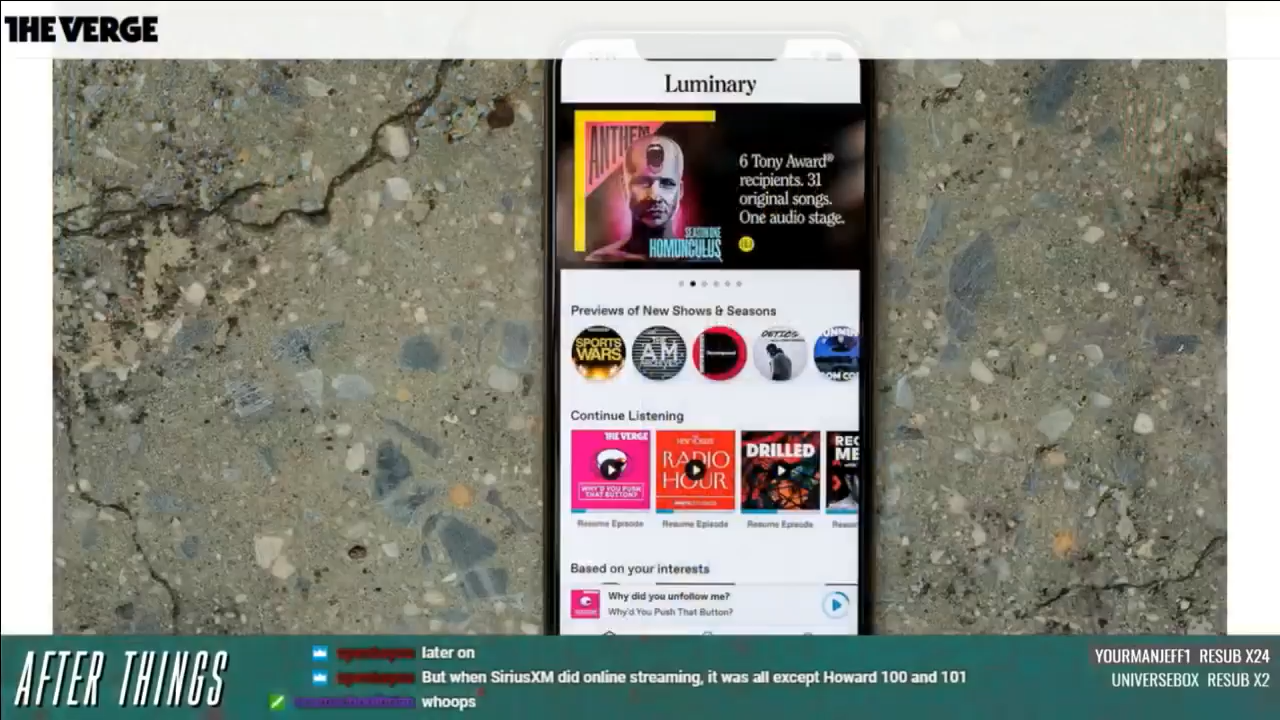 THE VERGE
Luminary
ANTHEM
6 Tony Award®
recipients. 31
original songs.
One audio stage.
SEASON ONE
HOMUNCULUS
Previews of New Shows & Seasons
SPORTS
WARS
THE
AM
Continue Listening
THE VERGE
WHY'D YOU PUSH
THAT BUTTON?
RADIO
HOUR
DRILLED
Resume Episode
Resume Episode
Resume Episode
Based on your interests
Why did you unfollow me?
Why'd You Push That Button?
AFTER THINGS
later on
But when SiriusXM did online streaming, it was all except Howard 100 and 101
whoops
YOURMANJEFF1 RESUB X24
UNIVERSEBOX RESUB X2